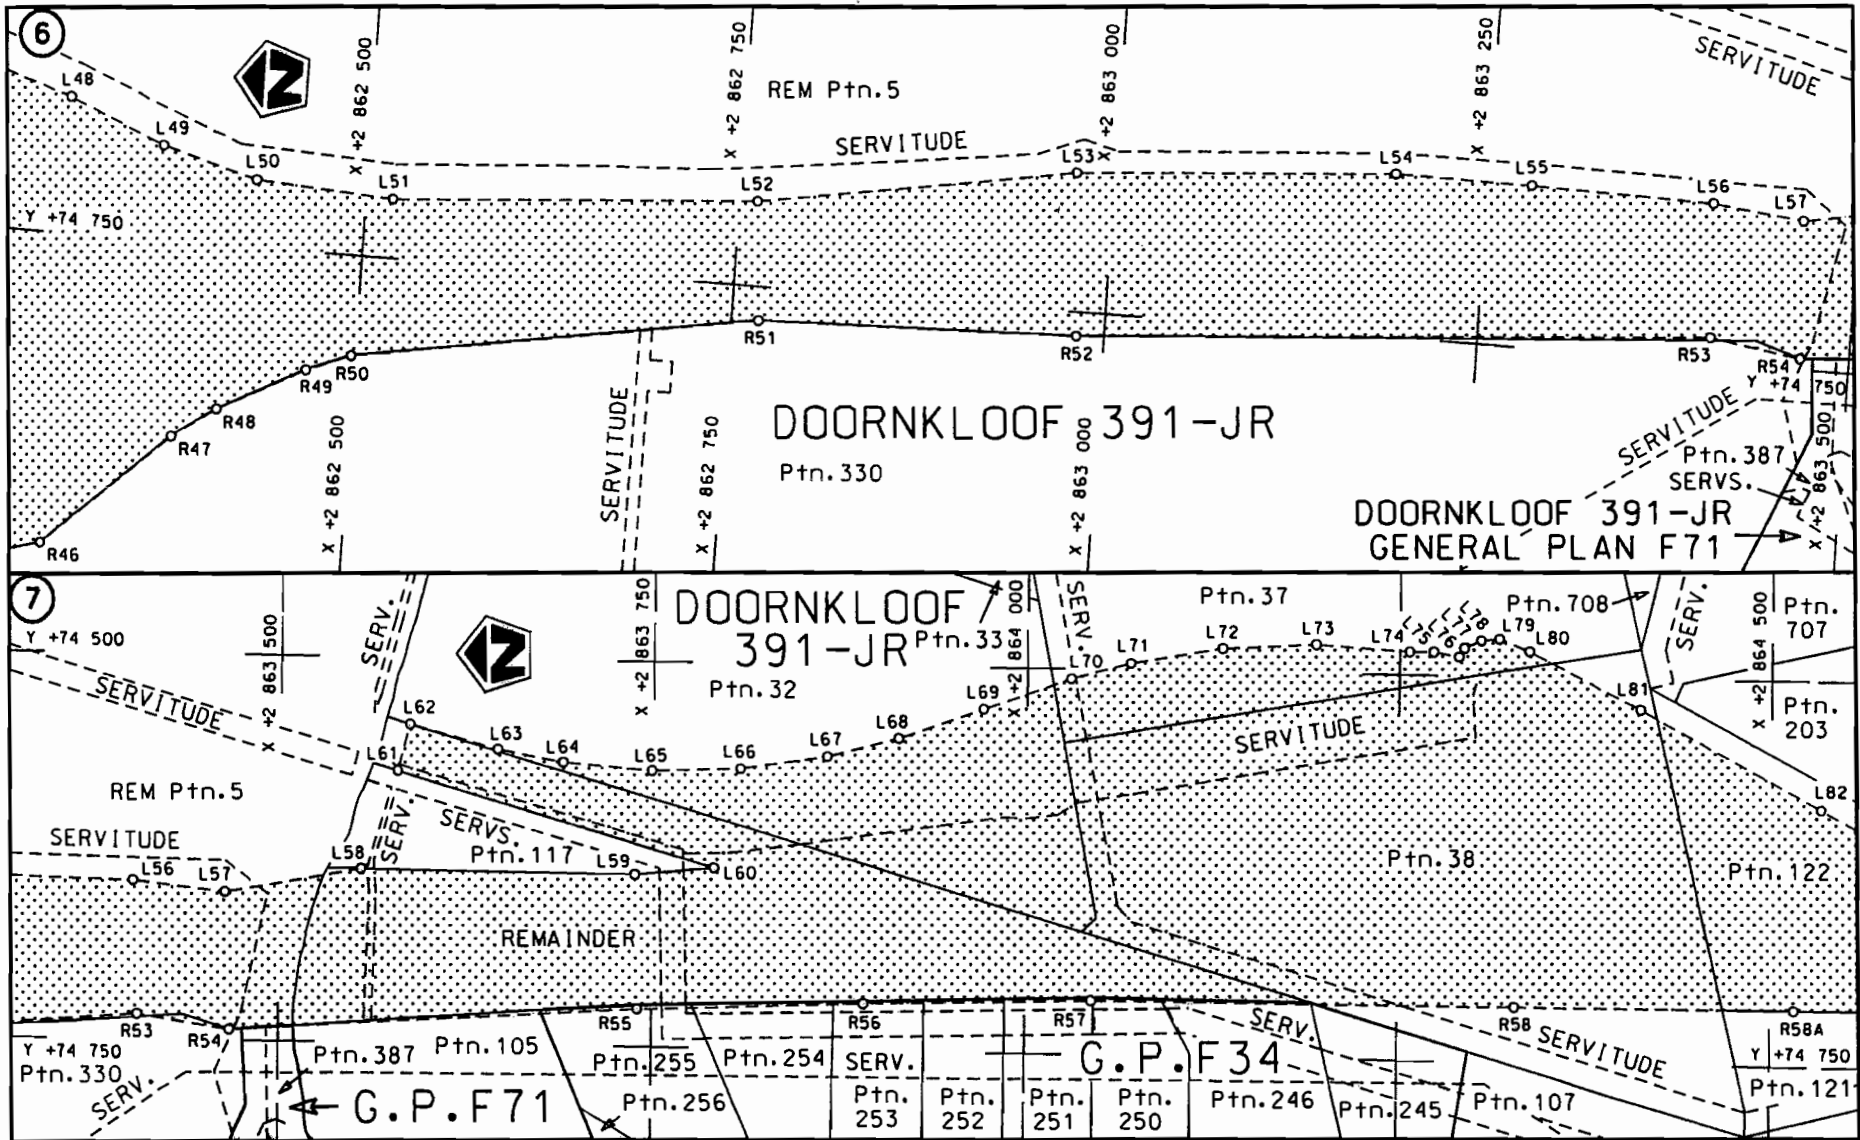 6
L48
L49
L50
L51
X +2 862 500
N
REM Ptn.5
X +2 862 750
SERVITUDE
L52
L53
X +2 863 000
L54
X +2 863 250
L55
L56
L57
SERVITUDE
Y +74 750
R46
R47
R48
R49
R50
R51
R52
R53
R54
Y +74 750
X +2 862 500
SERVITUDE
X +2 862 750
DOORNKLOOF 391-JR
Ptn.330
X +2 863 000
SERVITUDE
Ptn.387
SERVS.
X +2 863 500
DOORNKLOOF 391-JR
GENERAL PLAN F71
7
Y +74 500
SERVITUDE
X +2 863 500
SERV.
N
X +2 863 750
DOORNKLOOF
391-JR
Ptn.33
Ptn.32
X +2 864 000
SERV.
Ptn.37
Ptn.708
SERV.
X +2 864 500
Ptn.
707
Ptn.
203
L62
L63
L64
L65
L66
L67
L68
L69
L70
L71
L72
L73
L74
L75
L76
L77
L78
L79
L80
L81
L82
L61
REM Ptn.5
SERVITUDE
L56
L57
L58
SERV.
SERVS.
Ptn.117
L59
L60
SERVITUDE
Ptn.38
Ptn.122
REMAINDER
R53
R54
R55
R56
R57
R58
R58A
Y +74 750
Ptn.330
SERV.
Ptn.387
Ptn.105
G.P.F71
Ptn.255
Ptn.256
Ptn.254
SERV.
Ptn.
253
Ptn.
252
Ptn.
251
Ptn.
250
G.P.F34
SERV.
Ptn.246
Ptn.245
Ptn.107
SERVITUDE
Y +74 750
Ptn.121